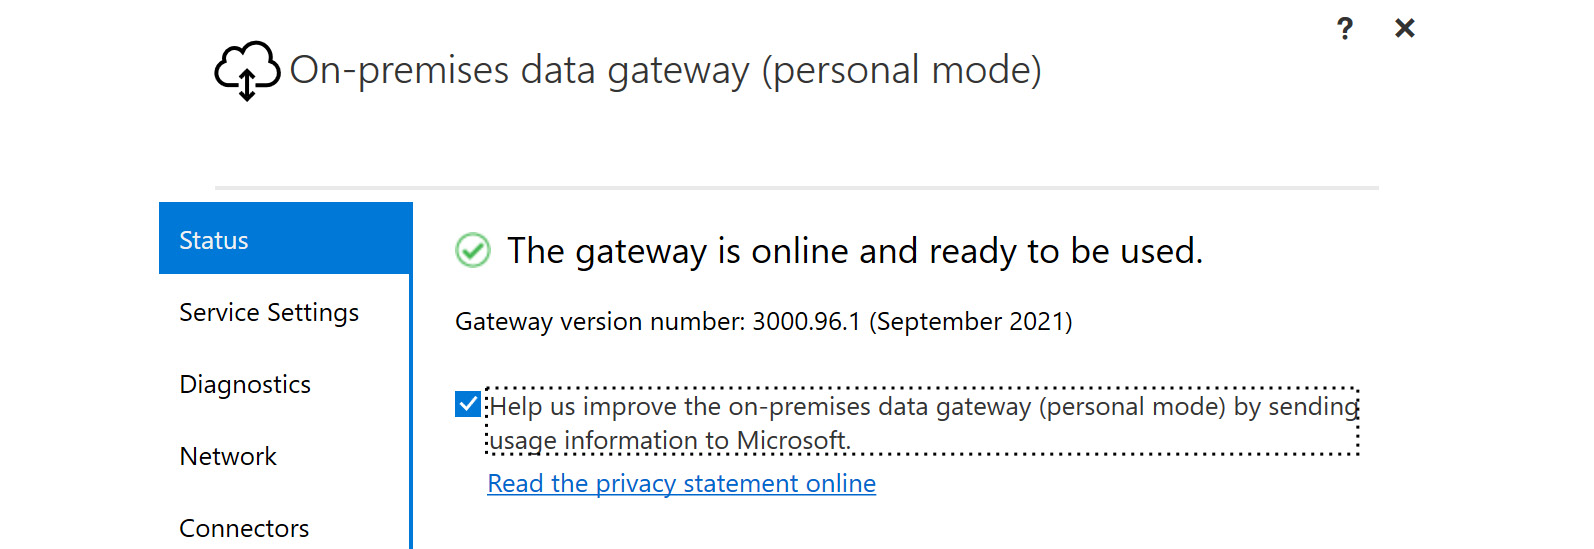 ? ×
On-premises data gateway (personal mode)
Status
The gateway is online and ready to be used.
Service Settings
Gateway version number: 3000.96.1 (September 2021)
Diagnostics
Help us improve the on-premises data gateway (personal mode) by sending
usage information to Microsoft.
Network
Read the privacy statement online
Connectors